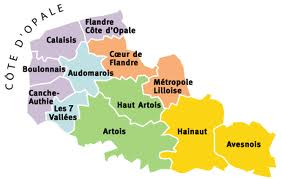 CÔTE D'OPALE
Flandre
Côte d'Opale
Calaisis
Cœur de
Flandre
Boulonnais
Audomarois
Métropole
Lilloise
Canche-
Authie
Les 7
Vallées
Haut Artois
Artois
Hainaut
Avesnois